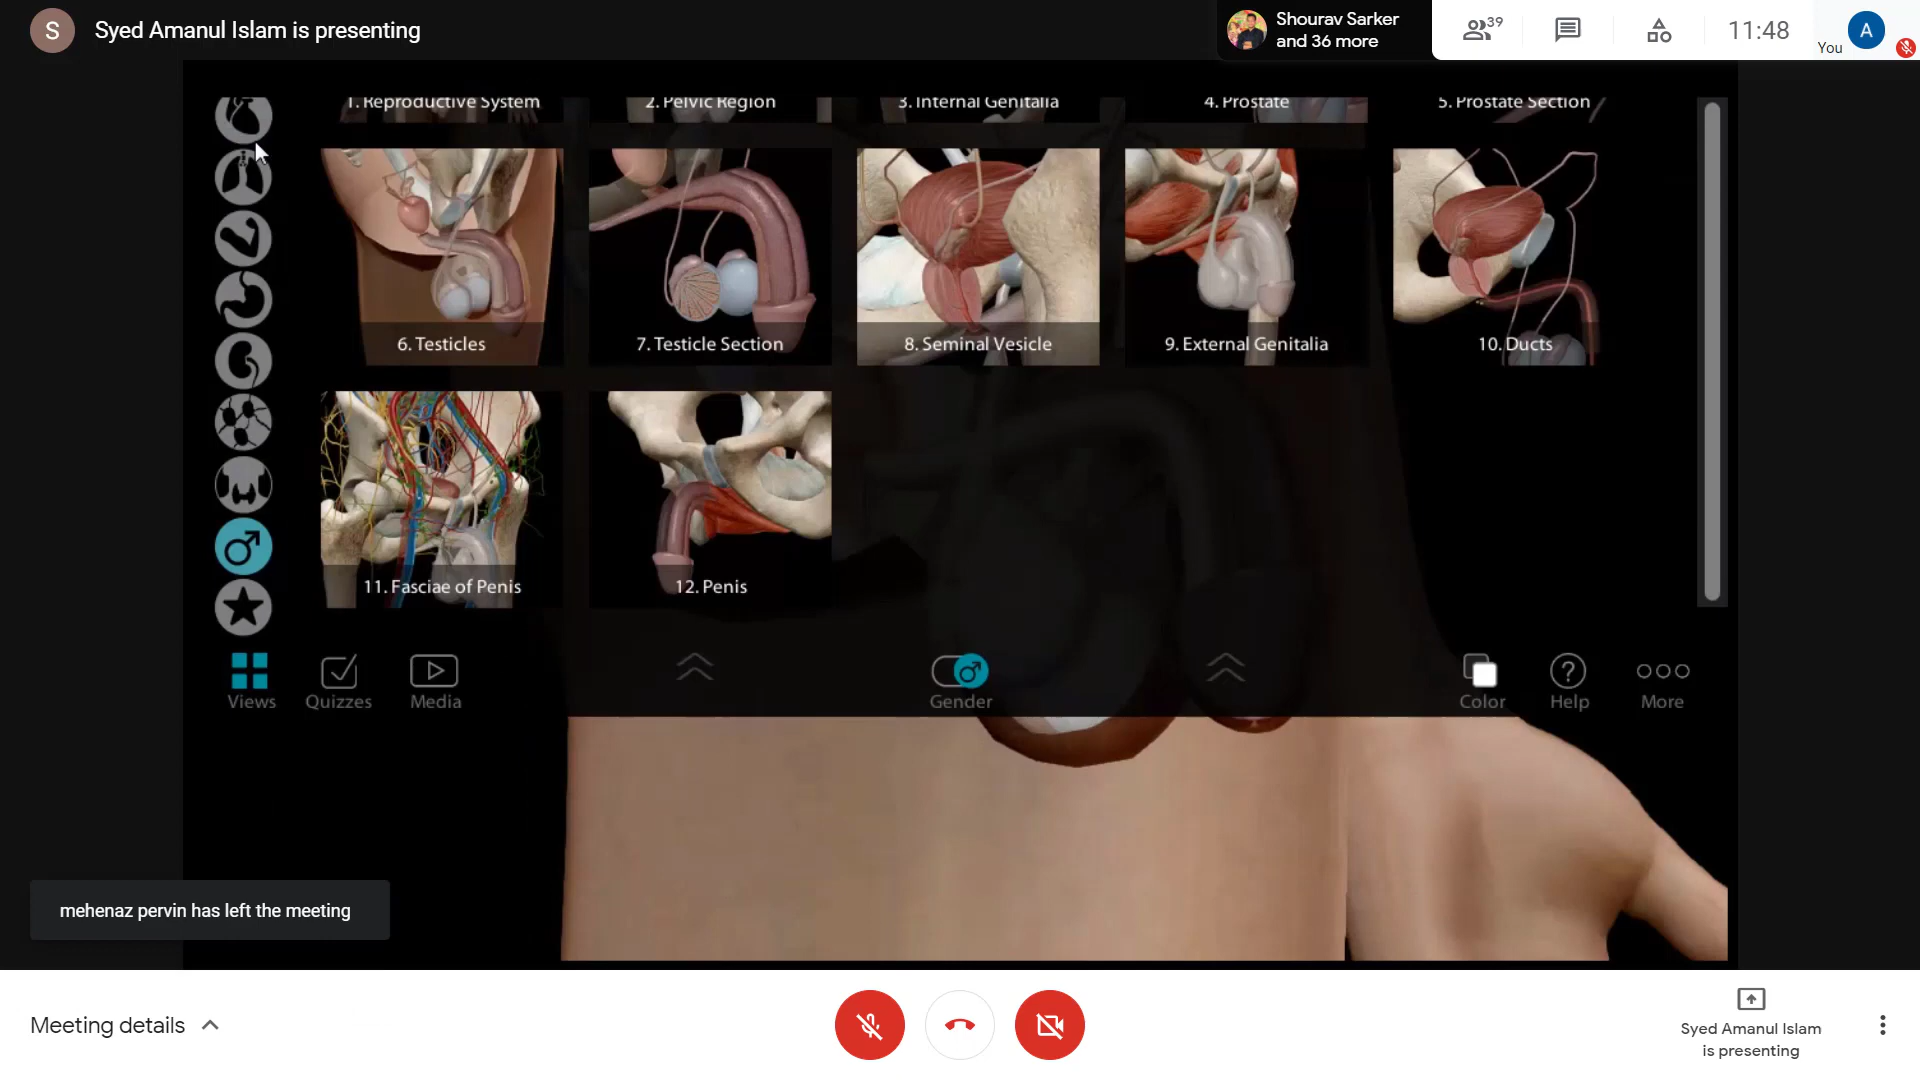 S
Syed Amanul Islam is presenting
Shourav Sarker
and 36 more
39
11:48
You
A
1. Reproductive System
2. Pelvic Region
3. Internal Genitalia
4. Prostate
5. Prostate Section
6. Testicles
7. Testicle Section
8. Seminal Vesicle
9. External Genitalia
10. Ducts
11. Fasciae of Penis
12. Penis
Views
Quizzes
Media
Gender
Color
Help
More
mehenaz pervin has left the meeting
Meeting details
Syed Amanul Islam
is presenting